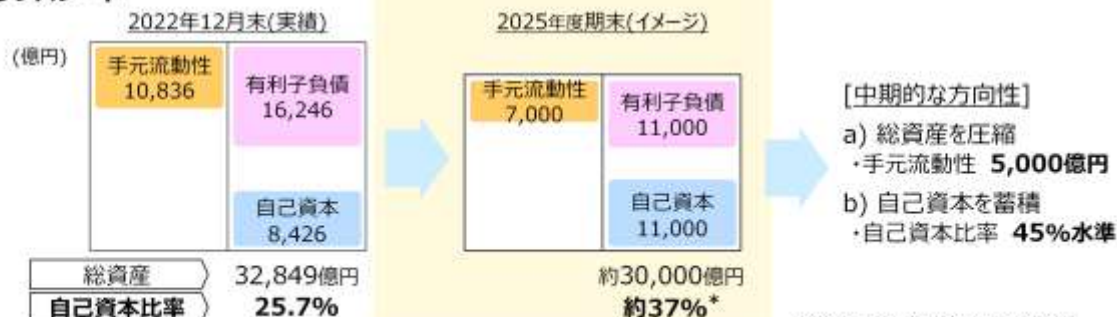 2022年12月末(実績)
2025年度期末(イメージ)
(億円)
手元流動性
10,836
有利子負債
16,246
自己資本
8,426
手元流動性
7,000
有利子負債
11,000
自己資本
11,000
[中期的な方向性]
a) 総資産を圧縮
・手元流動性 5,000億円
b) 自己資本を蓄積
・自己資本比率 45%水準
総資産 32,849億円 約30,000億円
自己資本比率 25.7% 約37%*